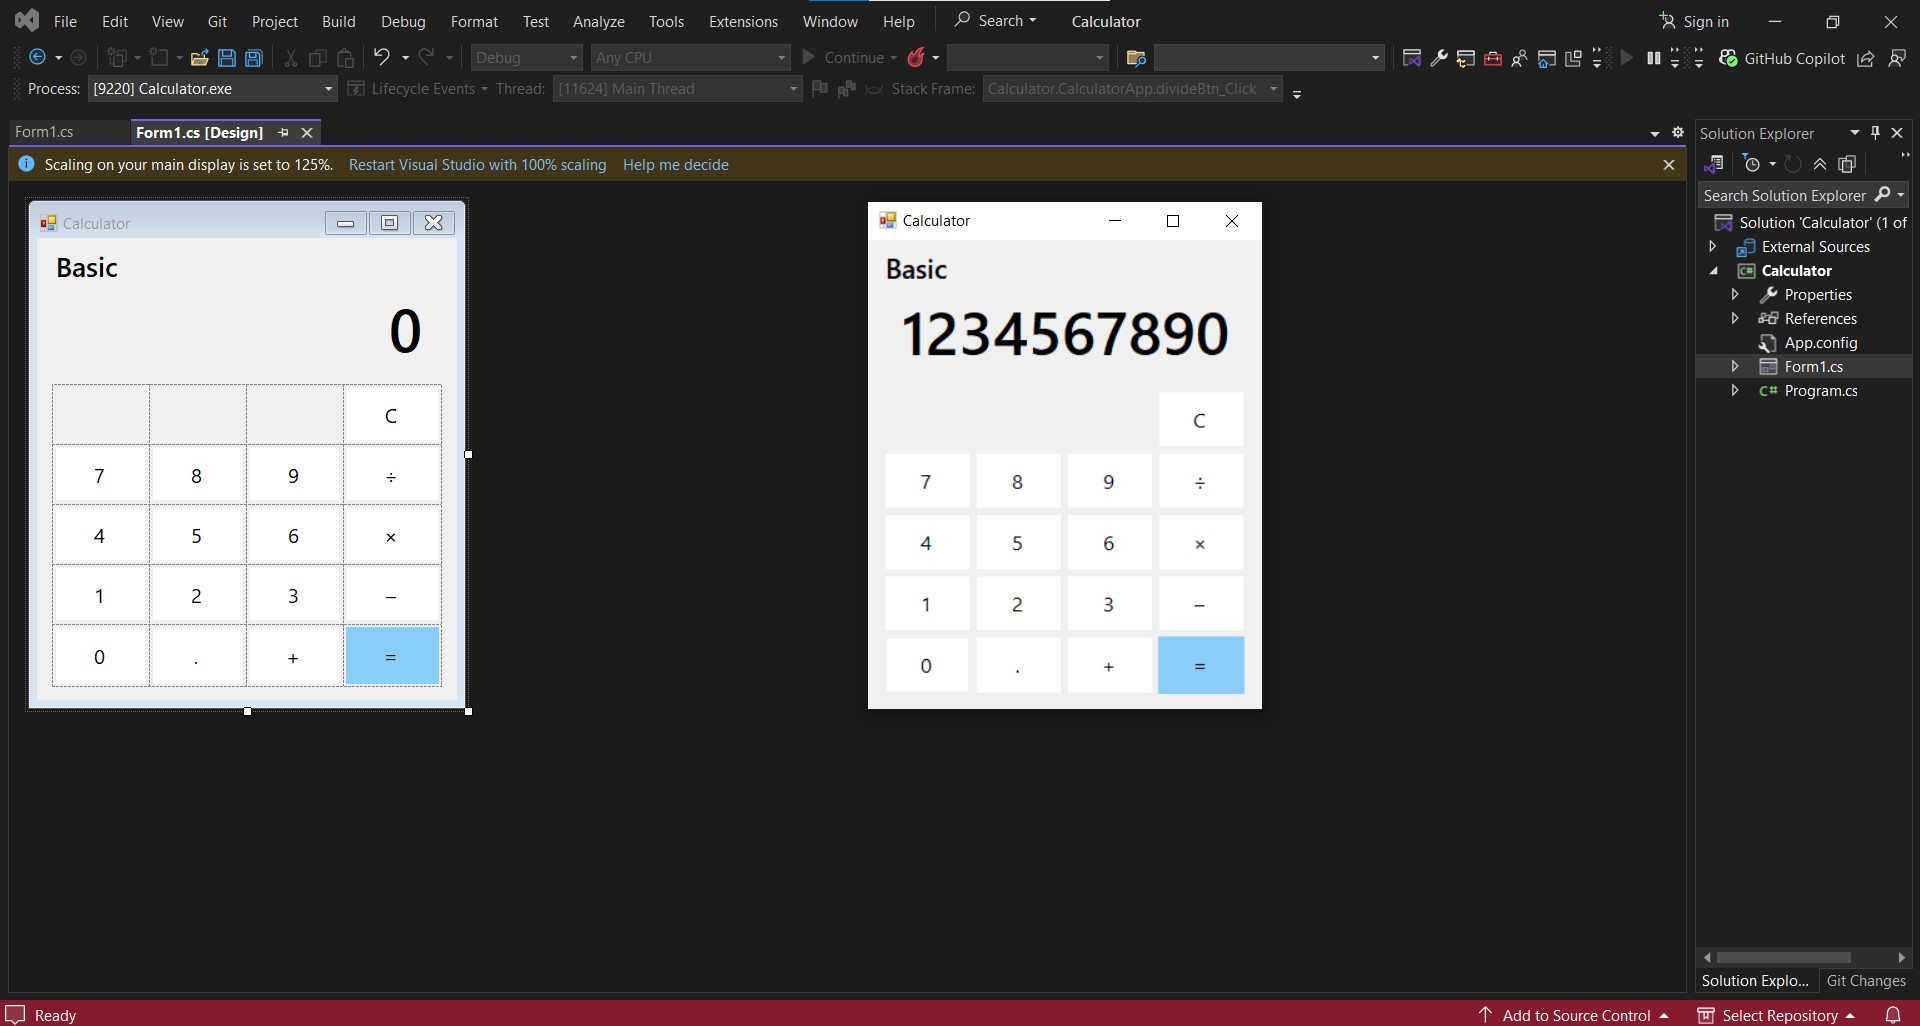 File Edit View Git Project Build Debug Format Test Analyze Tools Extensions Window Help Search Calculator Sign in
Debug Any CPU Continue GitHub Copilot
Process: [9220] Calculator.exe Lifecycle Events Thread: [11624] Main Thread Stack Frame: Calculator.CalculatorApp.divideBtn_Click
Form1.cs Form1.cs [Design]
Scaling on your main display is set to 125%. Restart Visual Studio with 100% scaling Help me decide
Calculator
Basic
0
C
7 8 9 ÷
4 5 6 ×
1 2 3 −
0 . + =
Calculator
Basic
1234567890
C
7 8 9 ÷
4 5 6 ×
1 2 3 −
0 . + =
Solution Explorer
Search Solution Explorer
Solution 'Calculator' (1 of
External Sources
C# Calculator
Properties
References
App.config
Form1.cs
C# Program.cs
Solution Explo... Git Changes
Ready Add to Source Control Select Repository